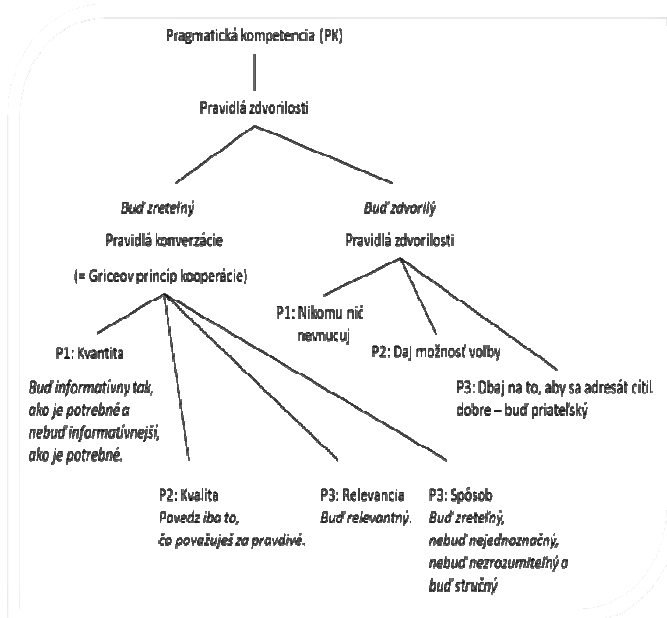 Pragmatická kompetencia (PK)
Pravidlá zdvorilosti
Buď zreteľný
Pravidlá konverzácie
(= Griceov princíp kooperácie)
Buď zdvorilý
Pravidlá zdvorilosti
P1: Kvantita
Buď informatívny tak,
ako je potrebné a
nebuď informatívnejší,
ako je potrebné.
P2: Kvalita
Povedz iba to,
čo považuješ za pravdivé.
P3: Relevancia
Buď relevantný.
P3: Spôsob
Buď zreteľný,
nebuď nejednoznačný,
nebuď nezrozumiteľný a
buď stručný
P1: Nikomu nič
nevnucuj
P2: Daj možnosť voľby
P3: Dbaj na to, aby sa adresát cítil
dobre – buď priateľský